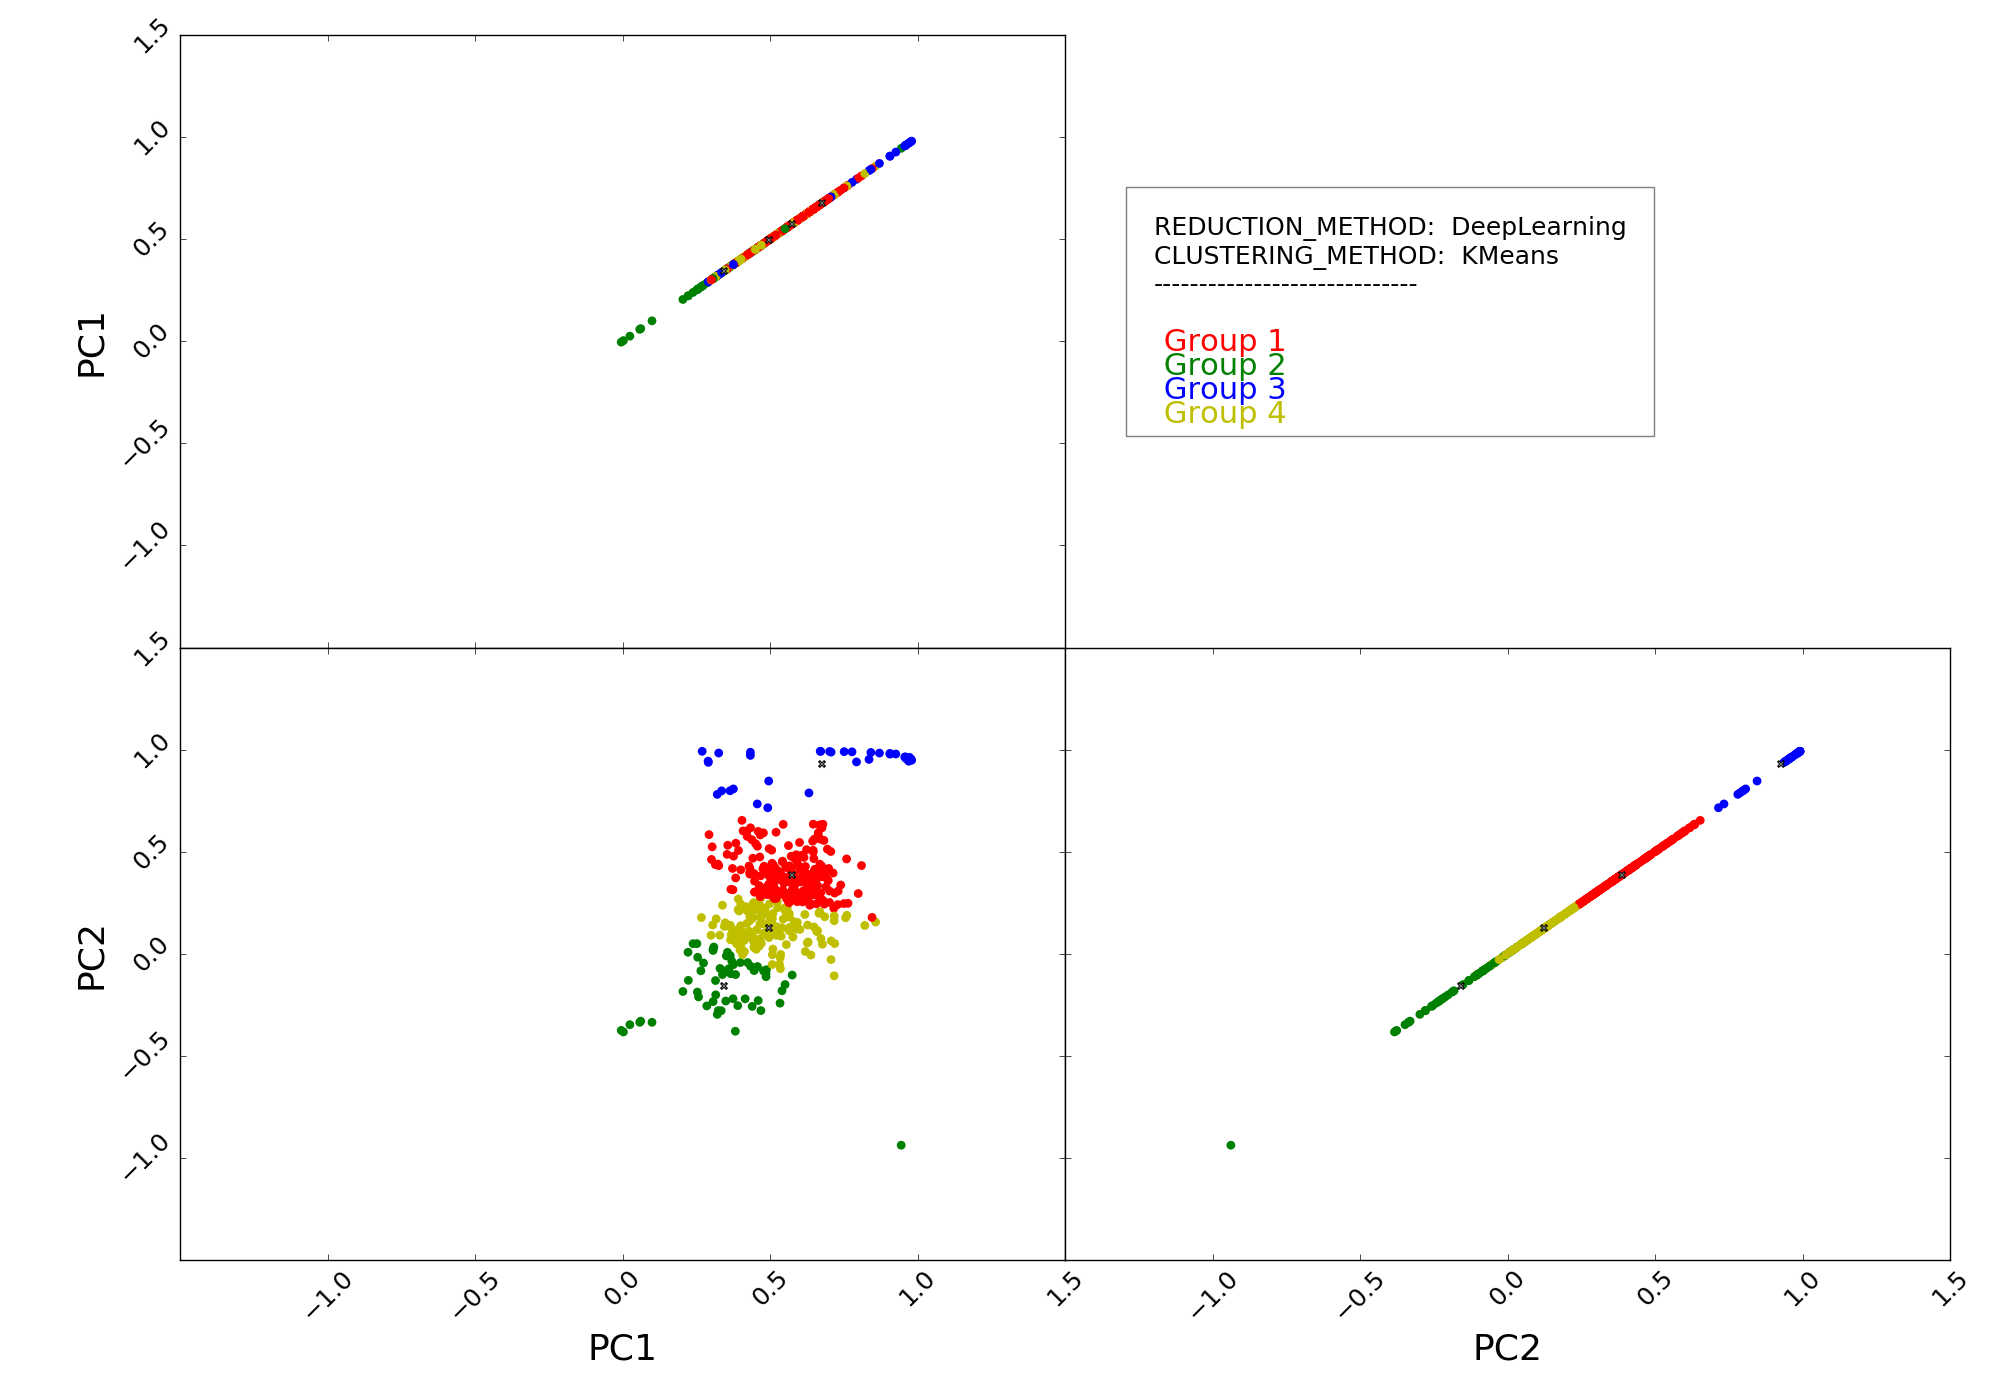 1.5
1.0
0.5
0.0
−0.5
−1.0
PC1
REDUCTION_METHOD: DeepLearning
CLUSTERING_METHOD: KMeans
-----------------------------
Group 1
Group 2
Group 3
Group 4
1.5
1.0
0.5
0.0
−0.5
−1.0
PC2
−1.0 −0.5 0.0 0.5 1.0 1.5 −1.0 −0.5 0.0 0.5 1.0 1.5
PC1 PC2